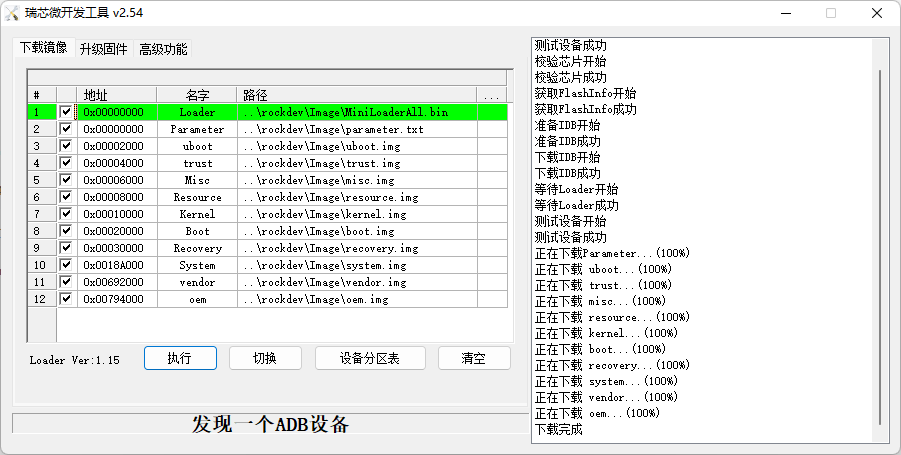 瑞芯微开发工具 v2.54
下载镜像 升级固件 高级功能
# 地址 名字 路径 ...
1 0x00000000 Loader ..\rockdev\Image\MiniLoaderAll.bin
2 0x00000000 Parameter ..\rockdev\Image\parameter.txt
3 0x00002000 uboot ..\rockdev\Image\uboot.img
4 0x00004000 trust ..\rockdev\Image\trust.img
5 0x00006000 Misc ..\rockdev\Image\misc.img
6 0x00008000 Resource ..\rockdev\Image\resource.img
7 0x00010000 Kernel ..\rockdev\Image\kernel.img
8 0x00020000 Boot ..\rockdev\Image\boot.img
9 0x00030000 Recovery ..\rockdev\Image\recovery.img
10 0x0018A000 System ..\rockdev\Image\system.img
11 0x00692000 vendor ..\rockdev\Image\vendor.img
12 0x00794000 oem ..\rockdev\Image\oem.img
Loader Ver:1.15 执行 切换 设备分区表 清空
发现一个ADB设备
测试设备成功
校验芯片开始
校验芯片成功
获取FlashInfo开始
获取FlashInfo成功
准备IDB开始
准备IDB成功
下载IDB开始
下载IDB成功
等待Loader开始
等待Loader成功
测试设备开始
测试设备成功
正在下载Parameter...(100%)
正在下载 uboot...(100%)
正在下载 trust...(100%)
正在下载 misc...(100%)
正在下载 resource...(100%)
正在下载 kernel...(100%)
正在下载 boot...(100%)
正在下载 recovery...(100%)
正在下载 system...(100%)
正在下载 vendor...(100%)
正在下载 oem...(100%)
下载完成